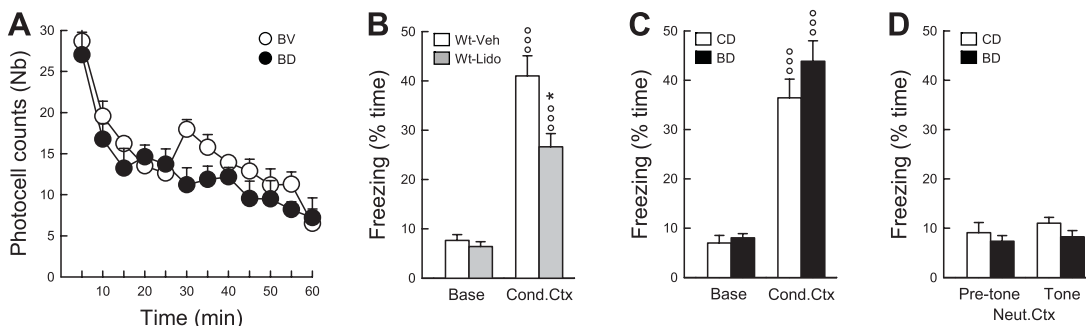 A
Photocell counts (Nb)
30
25
20
15
10
5
0
BV
BD
10 20 30 40 50 60
Time (min)
B
Freezing (% time)
50
40
30
20
10
0
Wt-Veh
Wt-Lido
°°°
°°° *
Base Cond.Ctx
C
Freezing (% time)
50
40
30
20
10
0
CD
BD
°°°
°°°
Base Cond.Ctx
D
Freezing (% time)
50
40
30
20
10
0
CD
BD
Pre-tone Tone
Neut.Ctx